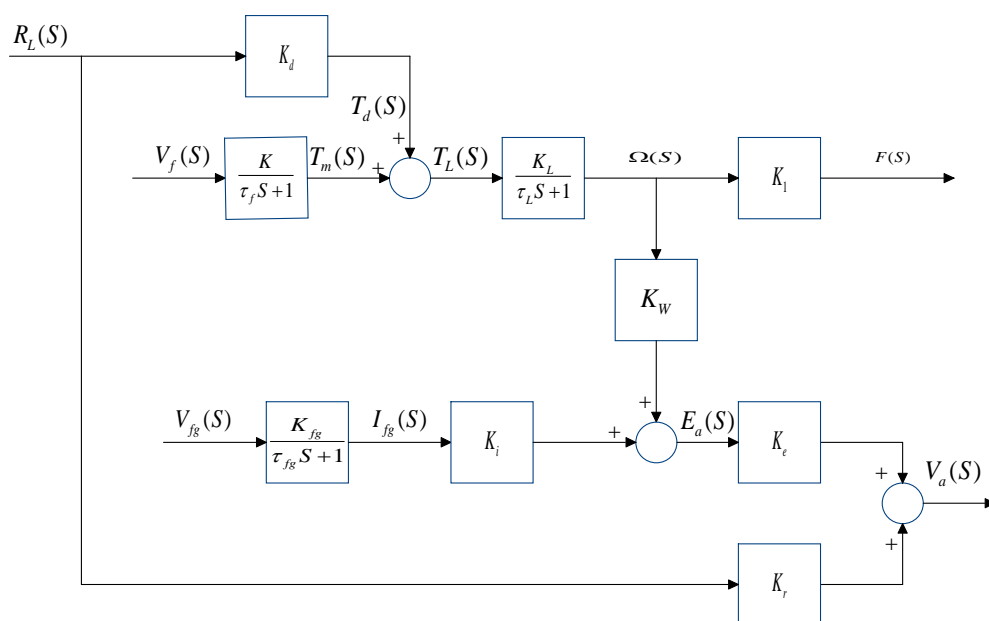 R_L(S)
K_d
T_d(S)
+
V_f(S)
K
τ_f S+1
T_m(S)
+
T_L(S)
K_L
τ_L S+1
Ω(S)
K_1
F(S)
K_W
+
V_fg(S)
K_fg
τ_fg S+1
I_fg(S)
K_i
+
E_a(S)
K_e
+
V_a(S)
+
K_r